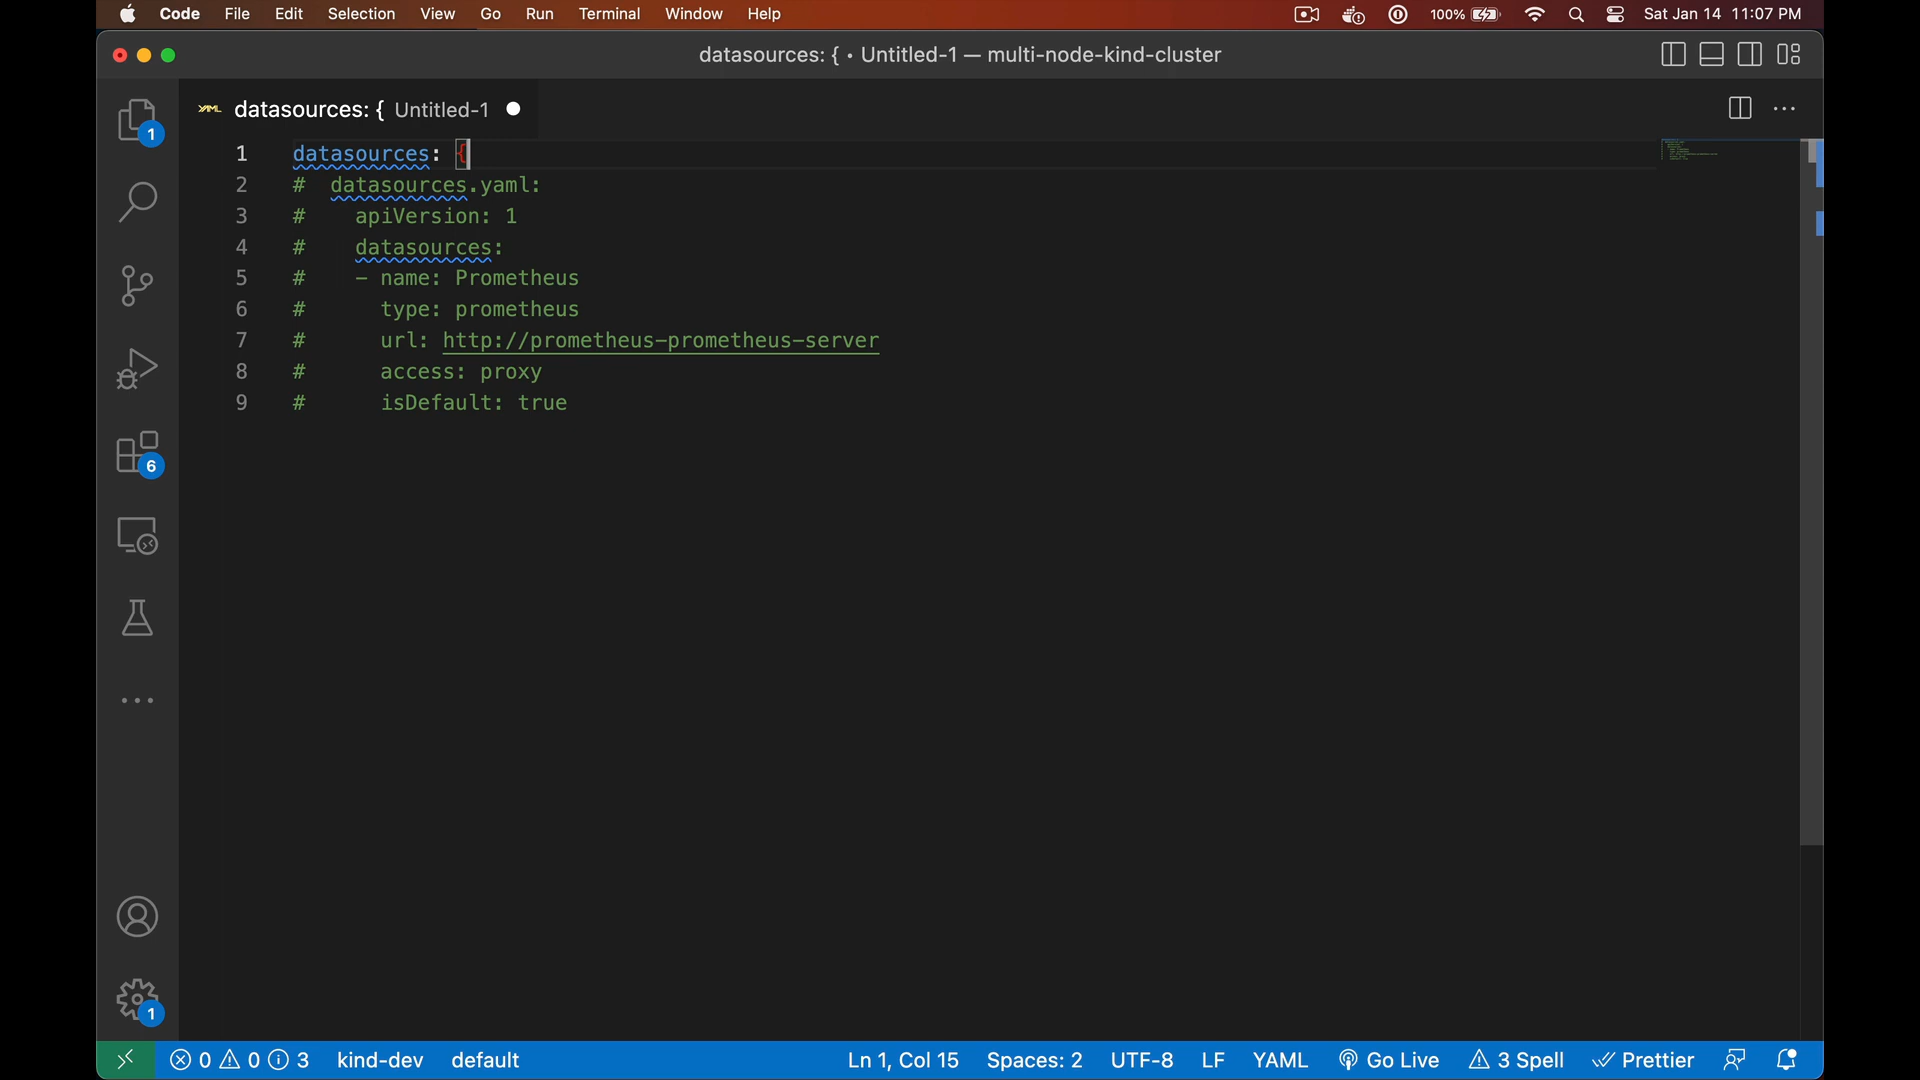 Code File Edit Selection View Go Run Terminal Window Help 100% Sat Jan 14 11:07 PM
datasources: { • Untitled-1 — multi-node-kind-cluster
YAML datasources: { Untitled-1
1 datasources: {
2 # datasources.yaml:
3 # apiVersion: 1
4 # datasources:
5 # - name: Prometheus
6 # type: prometheus
7 # url: http://prometheus-prometheus-server
8 # access: proxy
9 # isDefault: true
1
6
1
0 0 3 kind-dev default Ln 1, Col 15 Spaces: 2 UTF-8 LF YAML Go Live 3 Spell Prettier